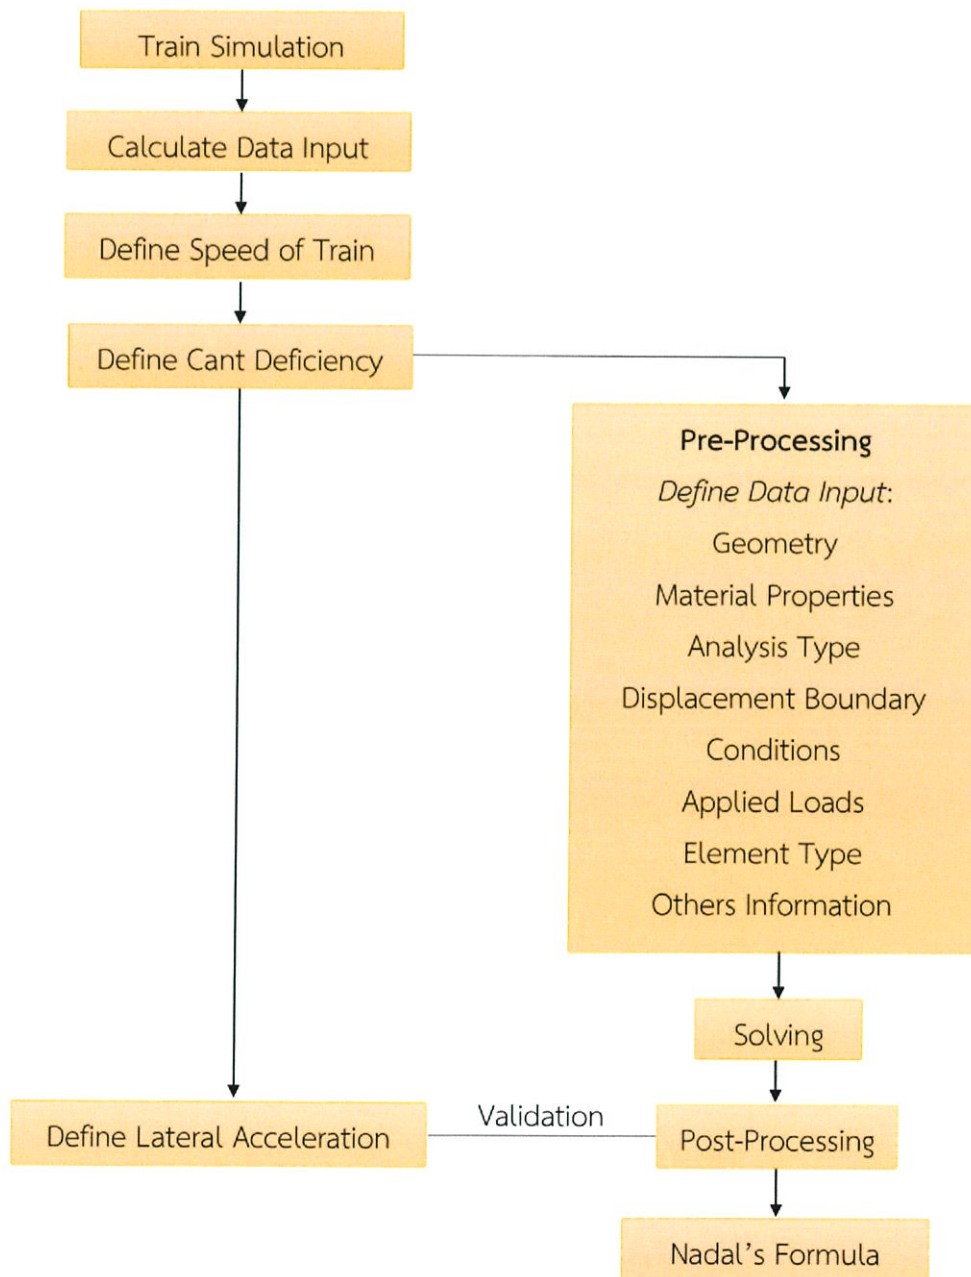 Train Simulation
Calculate Data Input
Define Speed of Train
Define Cant Deficiency
Pre-Processing
Define Data Input:
Geometry
Material Properties
Analysis Type
Displacement Boundary
Conditions
Applied Loads
Element Type
Others Information
Solving
Define Lateral Acceleration
Validation
Post-Processing
Nadal's Formula